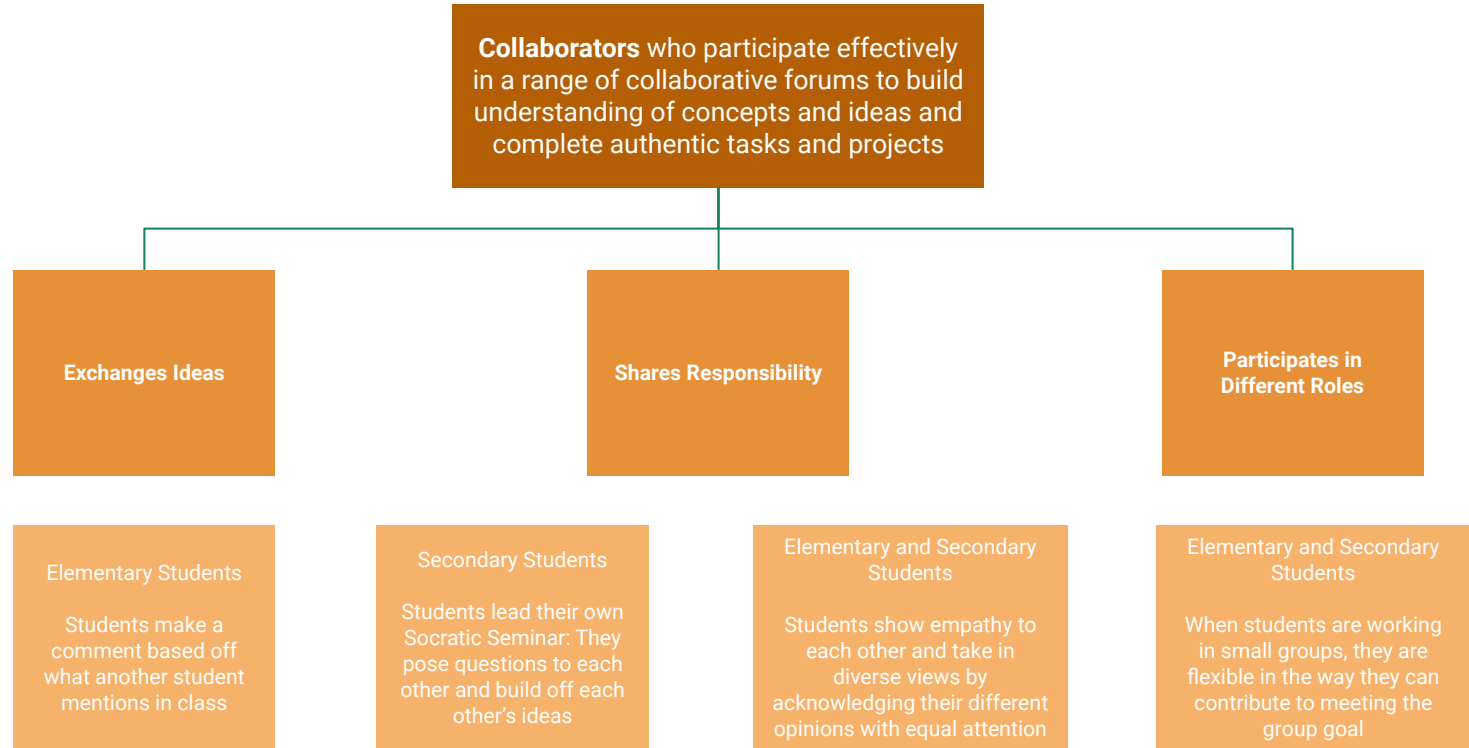 Collaborators who participate effectively
in a range of collaborative forums to build
understanding of concepts and ideas and
complete authentic tasks and projects
Exchanges Ideas
Shares Responsibility
Participates in
Different Roles
Elementary Students
Students make a
comment based off
what another student
mentions in class
Secondary Students
Students lead their own
Socratic Seminar: They
pose questions to each
other and build off each
other’s ideas
Elementary and Secondary
Students
Students show empathy to
each other and take in
diverse views by
acknowledging their different
opinions with equal attention
Elementary and Secondary
Students
When students are working
in small groups, they are
flexible in the way they can
contribute to meeting the
group goal